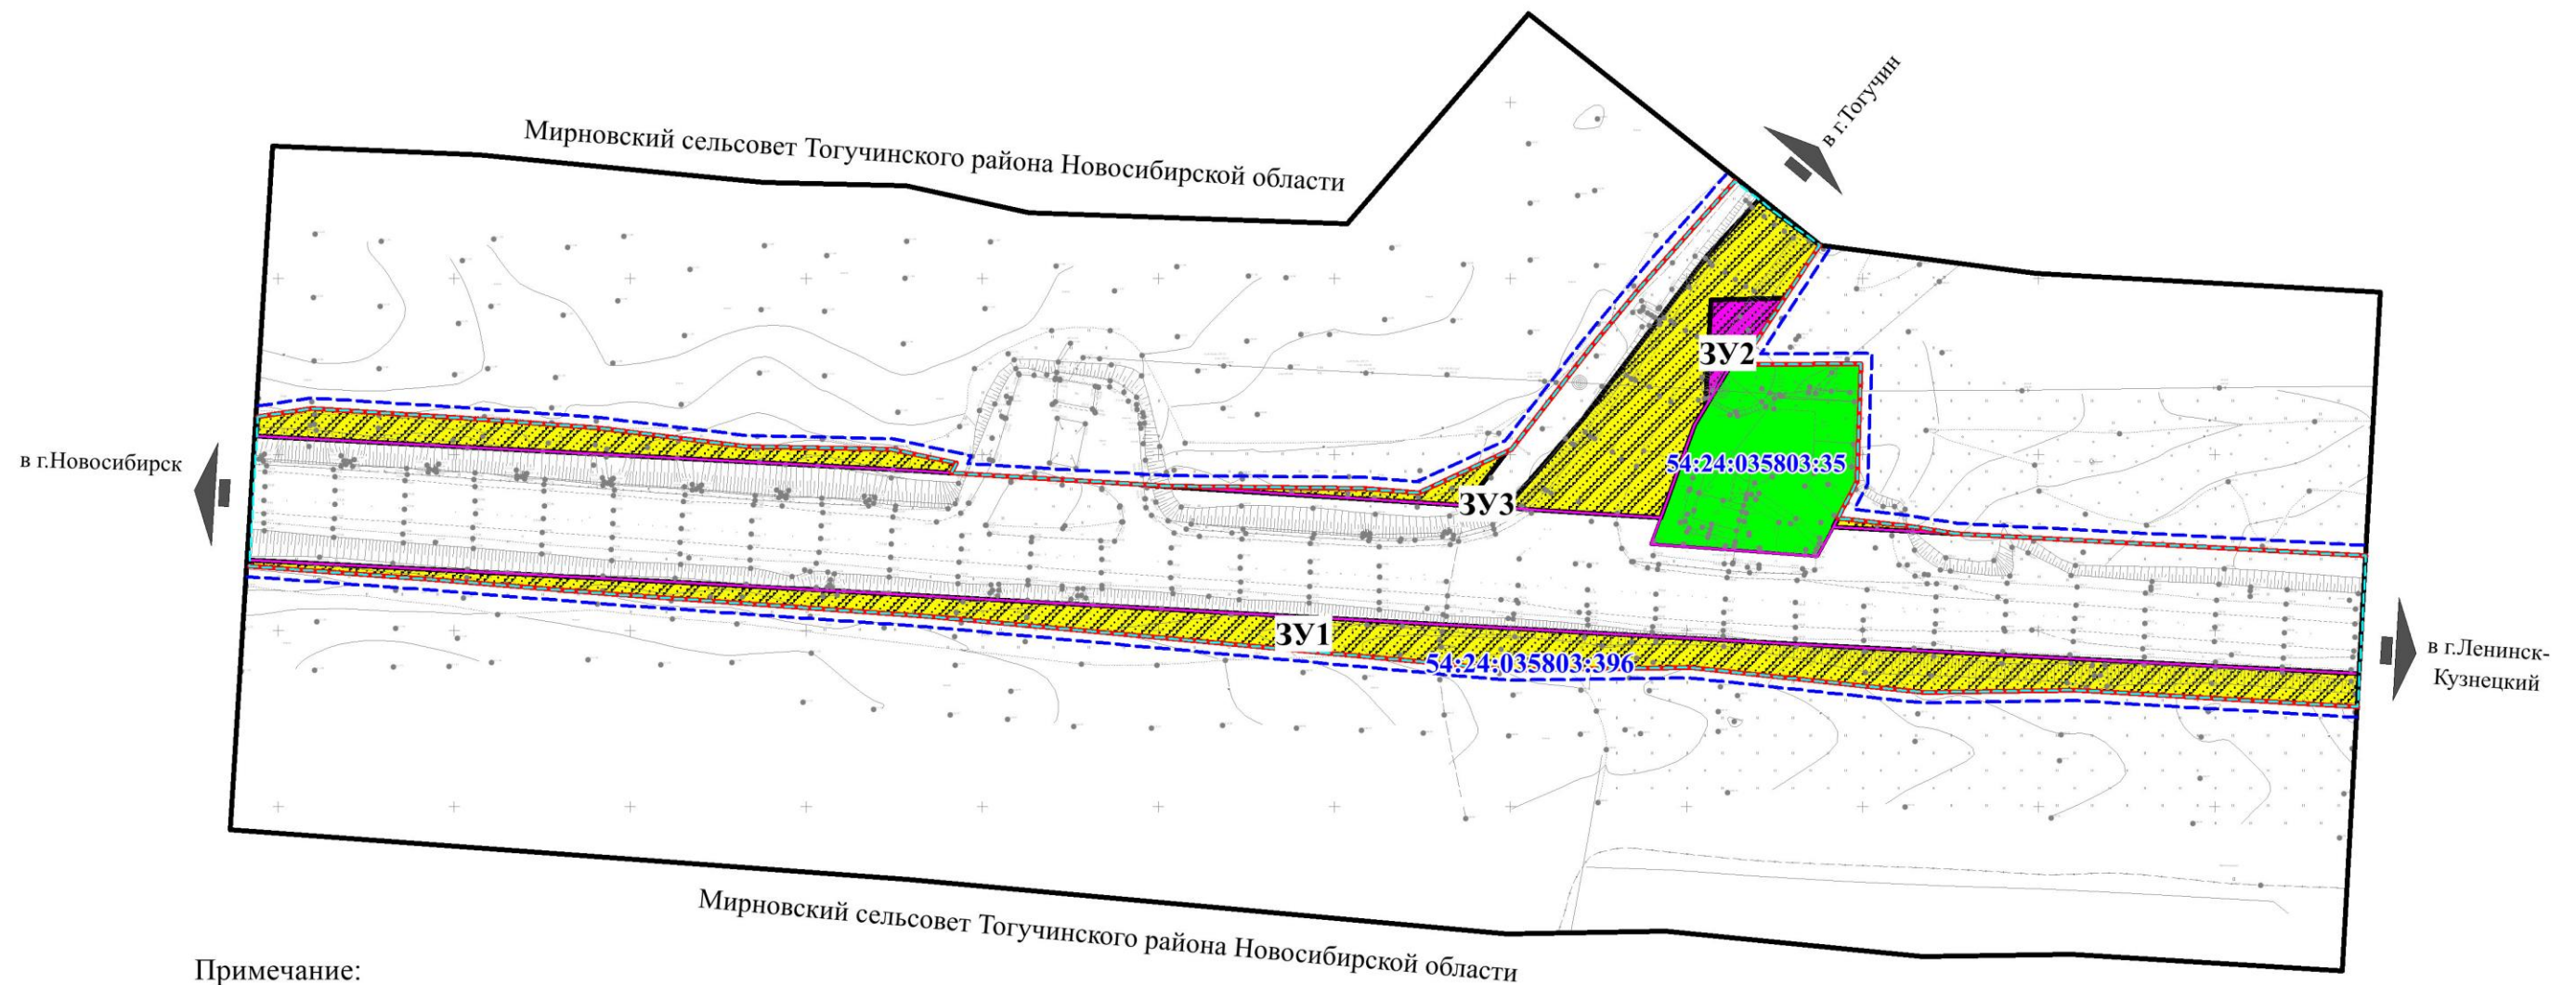 в г.Тогучин
Мирновский сельсовет Тогучинского района Новосибирской области
ЗУ2
в г.Новосибирск
54:24:035803:35
ЗУ3
ЗУ1
54:24:035803:396
в г.Ленинск-
Кузнецкий
Мирновский сельсовет Тогучинского района Новосибирской области
Примечание: